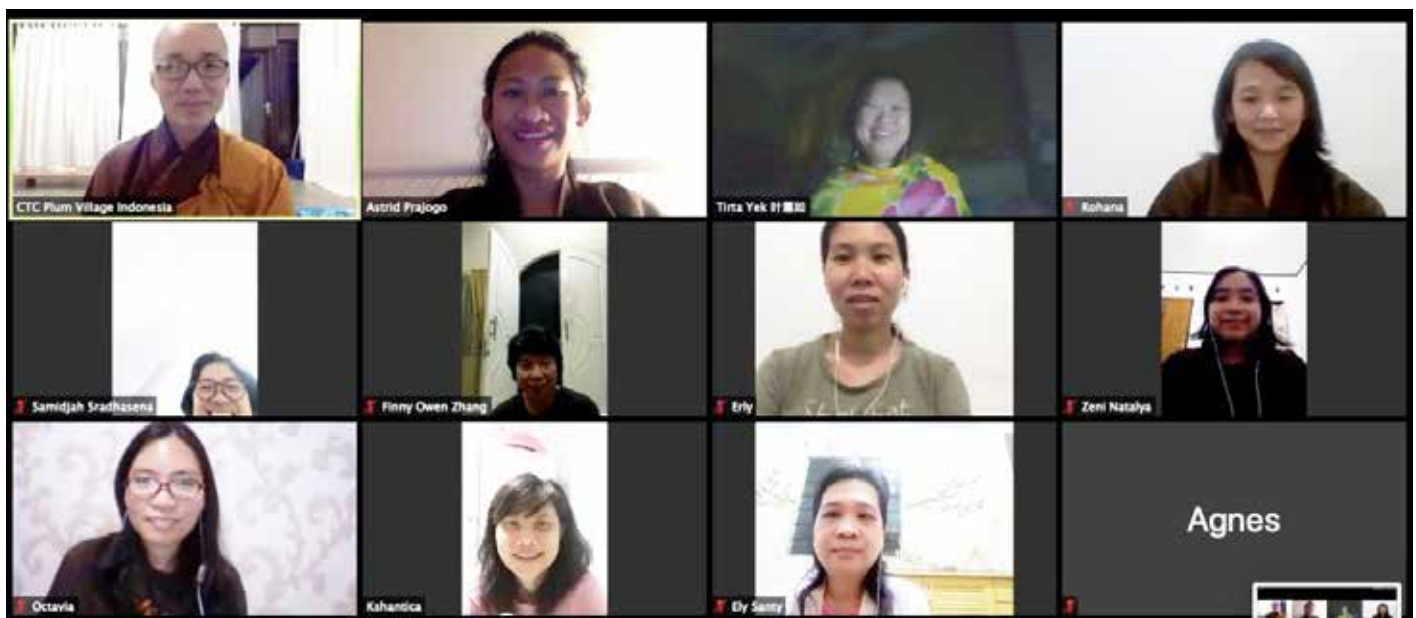 CTC Plum Village Indonesia
Astrid Prajogo
Tirta Yek 叶
Rohana
Samidjah Sradhasena
Finny Owen Zhang
Erly
Zeni Natalya
Octavia
Kshantica
Ely Santy
Agnes